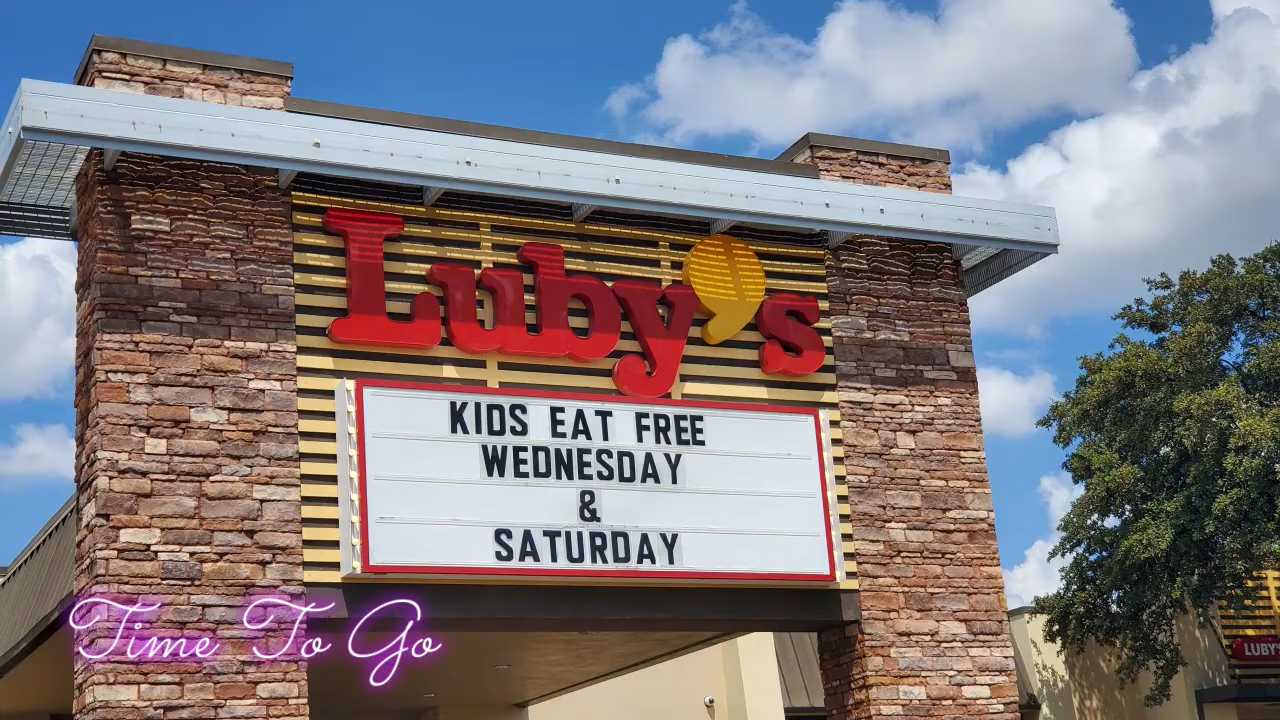 Luby's
KIDS EAT FREE
WEDNESDAY
&
SATURDAY
Time To Go
LUBY'S